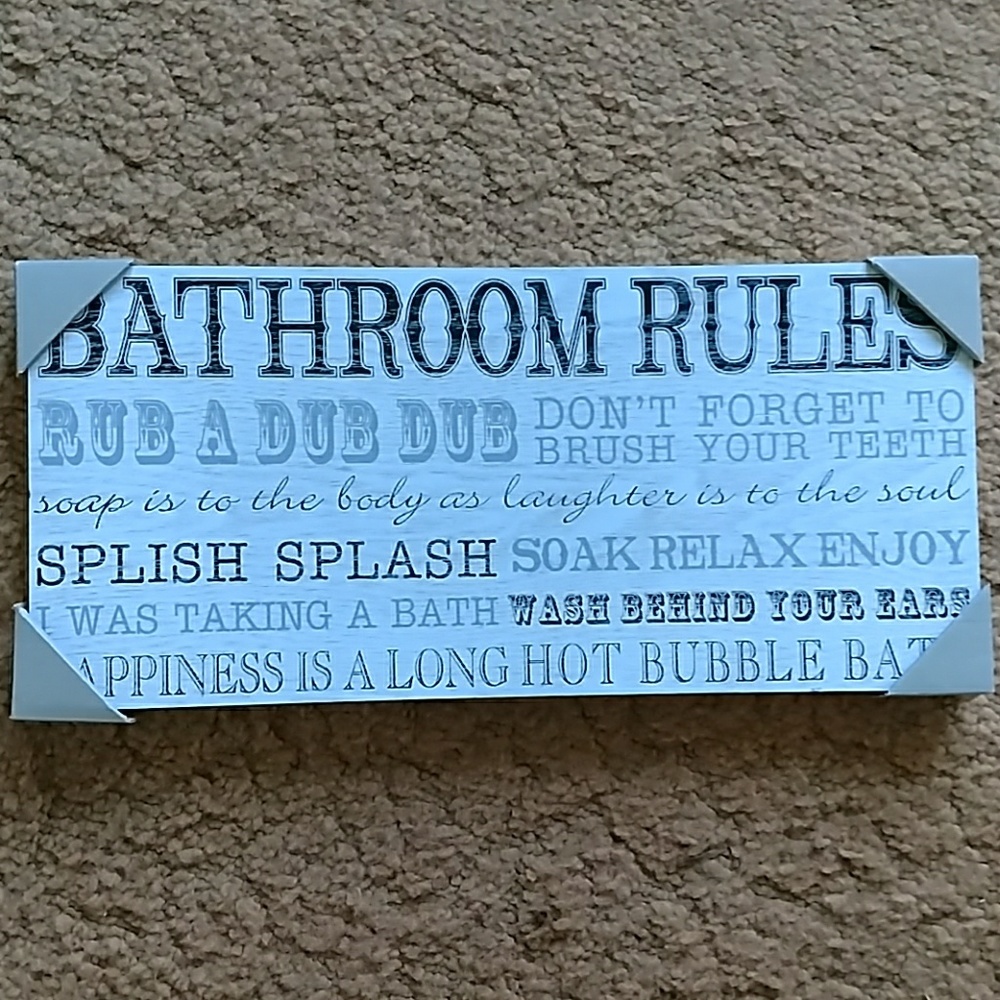 BATHROOM RULES
RUB A DUB DUB DON'T FORGET TO BRUSH YOUR TEETH
soap is to the body as laughter is to the soul
SPLISH SPLASH SOAK RELAX ENJOY
I WAS TAKING A BATH WASH BEHIND YOUR EARS
APPINESS IS A LONG HOT BUBBLE BAT